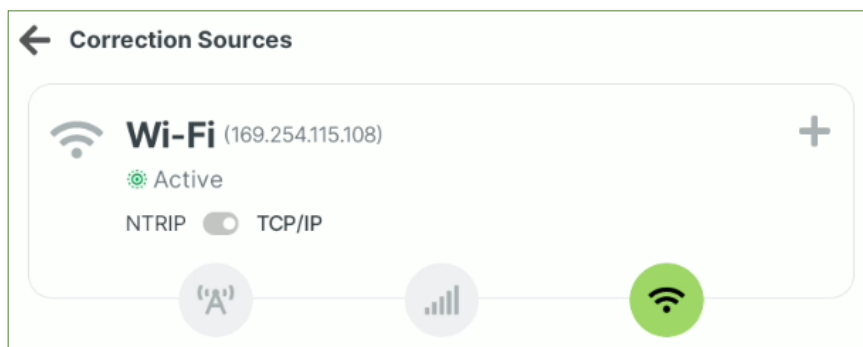 Correction Sources
Wi-Fi (169.254.115.108)
Active
NTRIP TCP/IP